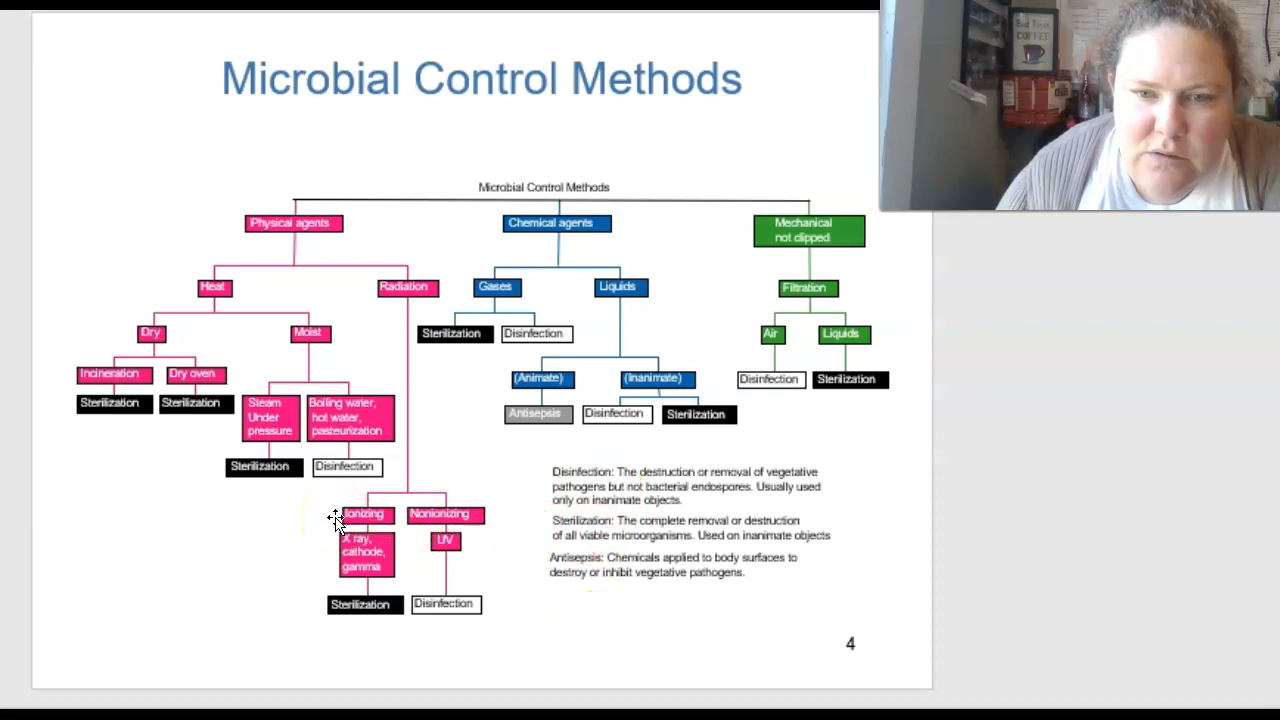 Microbial Control Methods
Microbial Control Methods
Physical agents
Chemical agents
Mechanical
not clipped
Heat
Radiation
Gases
Liquids
Filtration
Dry
Moist
Sterilization
Disinfection
Air
Liquids
Incineration
Dry oven
(Animate)
(Inanimate)
Disinfection
Sterilization
Sterilization
Sterilization
Steam
Under
pressure
Boiling water,
hot water,
pasteurization
Antisepsis
Disinfection
Sterilization
Sterilization
Disinfection
Disinfection: The destruction or removal of vegetative
pathogens but not bacterial endospores. Usually used
only on inanimate objects.
Sterilization: The complete removal or destruction
of all viable microorganisms. Used on inanimate objects
Antisepsis: Chemicals applied to body surfaces to
destroy or inhibit vegetative pathogens.
Ionizing
Nonionizing
X ray,
cathode,
gamma
UV
Sterilization
Disinfection
4
COFFEE